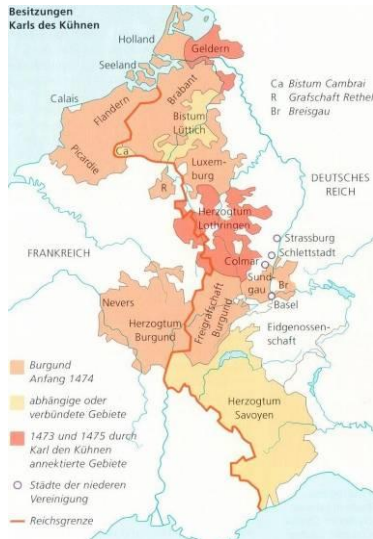 Besitzungen
Karls des Kühnen
Holland
Geldern
Seeland
Calais
Flandern
Brabant
Ca Bistum Cambrai
R Grafschaft Rethel
Br Breisgau
Bistum
Lüttich
Picardie
Ca
Luxem-
burg
R
DEUTSCHES
REICH
Herzogtum
Lothringen
Strassburg
Schlettstadt
FRANKREICH
Colmar
Sund-
gau
Br
Basel
Nevers
Herzogtum
Burgund
Freigrafschaft
Burgund
Eidgenossen-
schaft
Burgund
Anfang 1474
abhängige oder
verbündete Gebiete
Herzogtum
Savoyen
1473 und 1475 durch
Karl den Kühnen
annektierte Gebiete
Städte der niederen
Vereinigung
Reichsgrenze